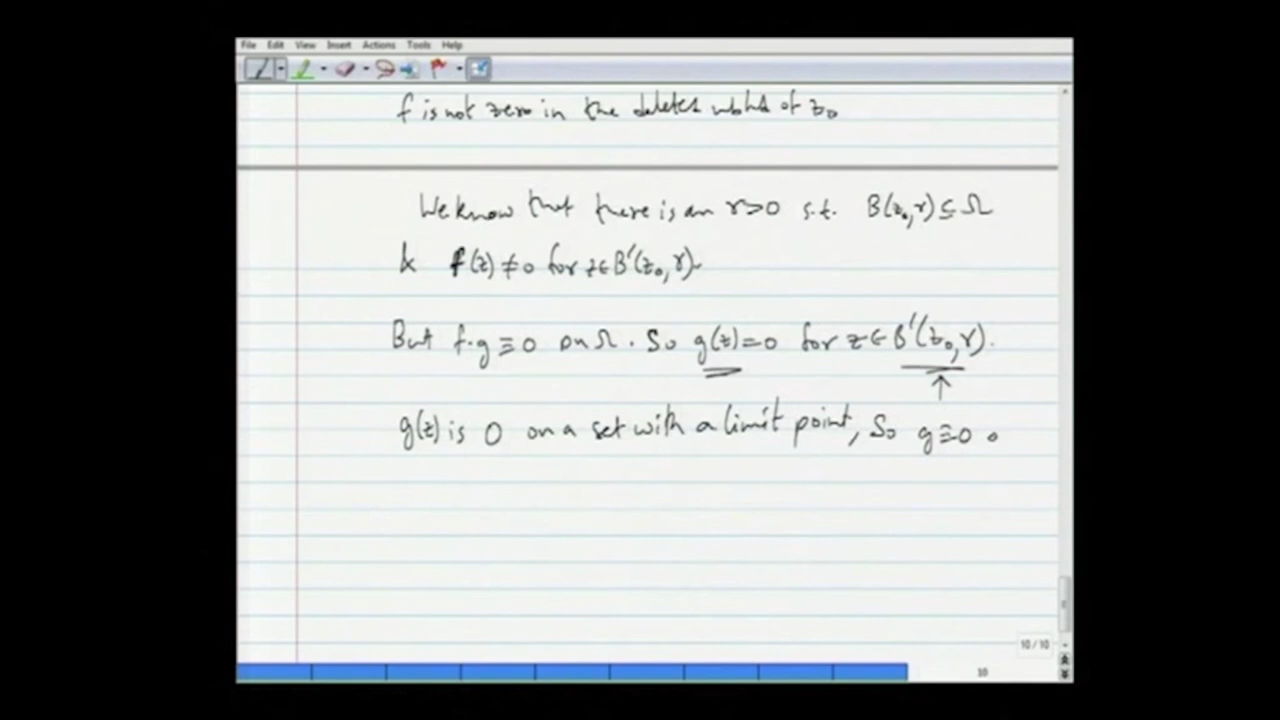 File Edit View Insert Actions Tools Help
f is not zero in the deleted nbhd of z₀
We know that there is an r>0 s.t. B(z₀,r) ⊆ Ω
& f(z) ≠ 0 for z ∈ B'(z₀,r).
But f.g ≡ 0 on Ω. So g(z)=0 for z ∈ B'(z₀,r).
g(z) is 0 on a set with a limit point, So g ≡ 0 o
10 / 10
10